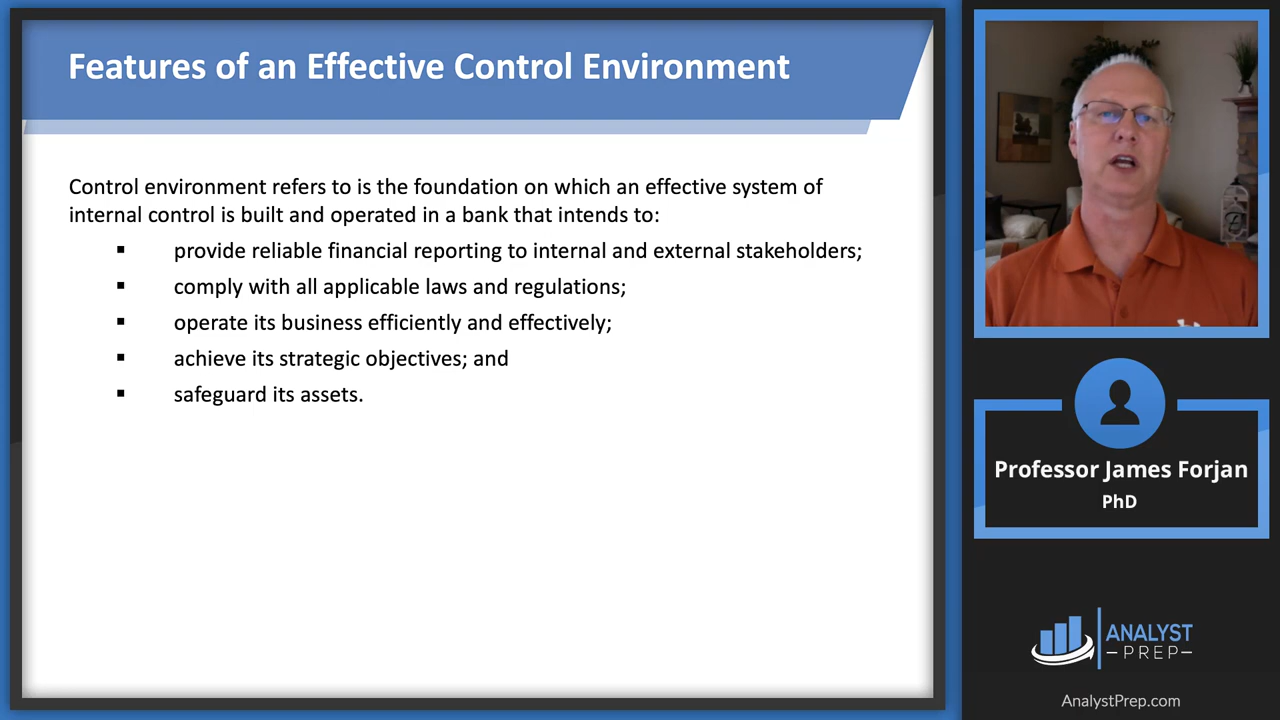 Features of an Effective Control Environment
Control environment refers to is the foundation on which an effective system of
internal control is built and operated in a bank that intends to:
▪ provide reliable financial reporting to internal and external stakeholders;
▪ comply with all applicable laws and regulations;
▪ operate its business efficiently and effectively;
▪ achieve its strategic objectives; and
▪ safeguard its assets.
Professor James Forjan
PhD
ANALYST
PREP
AnalystPrep.com